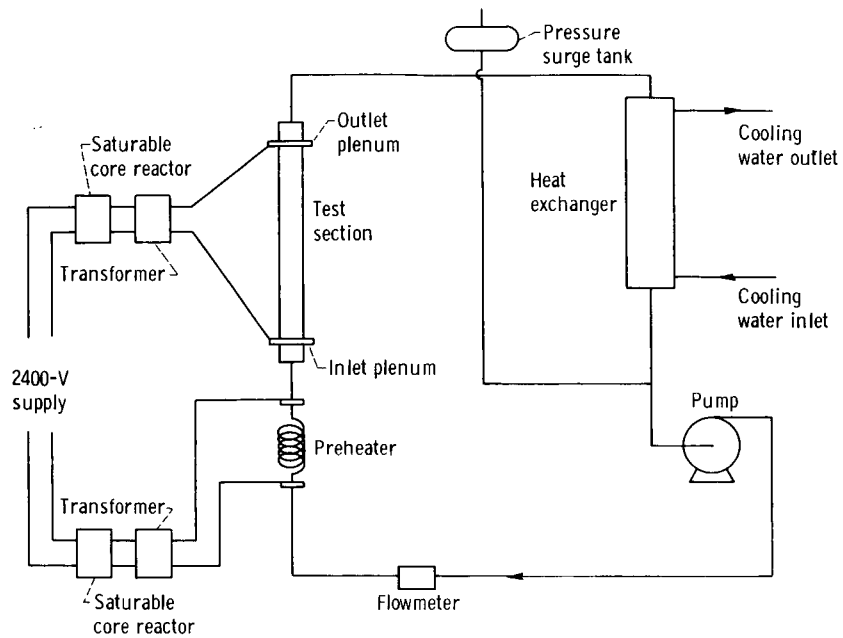 Pressure
surge tank
Saturable
core reactor
Outlet
plenum
Cooling
water outlet
Heat
exchanger
Test
section
Transformer
Cooling
water inlet
Inlet plenum
2400-V
supply
Pump
Preheater
Transformer
Flowmeter
Saturable
core reactor